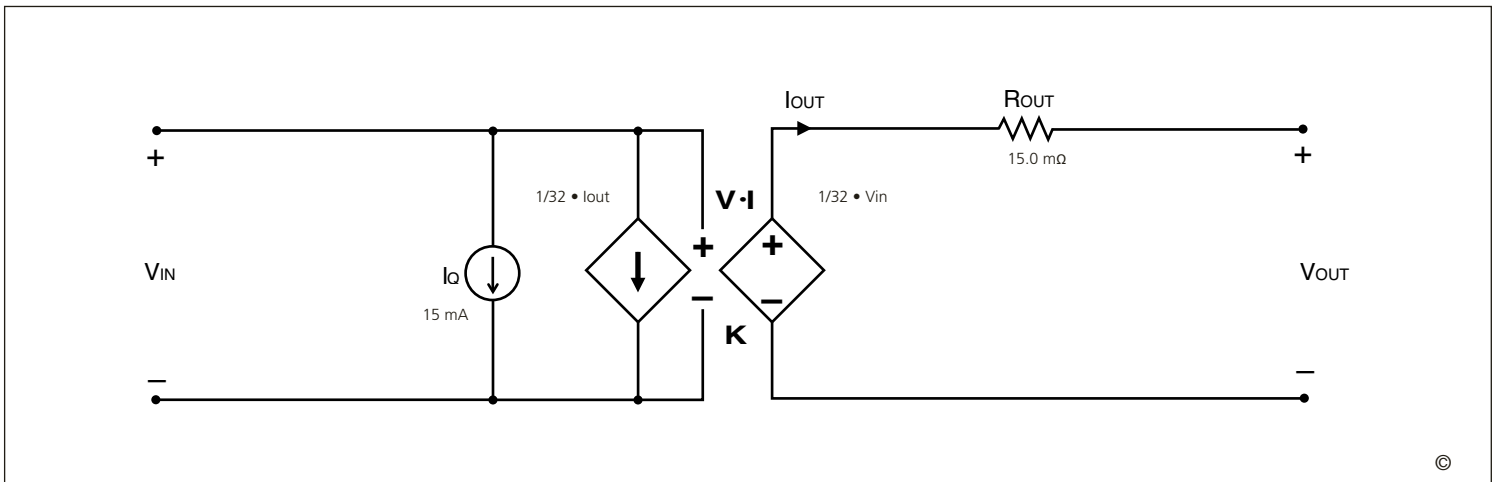 IOUT
ROUT
15.0 mΩ
+
+
1/32 • Iout
V•I
1/32 • Vin
+
+
VIN
IQ
VOUT
–
–
15 mA
K
–
–
©